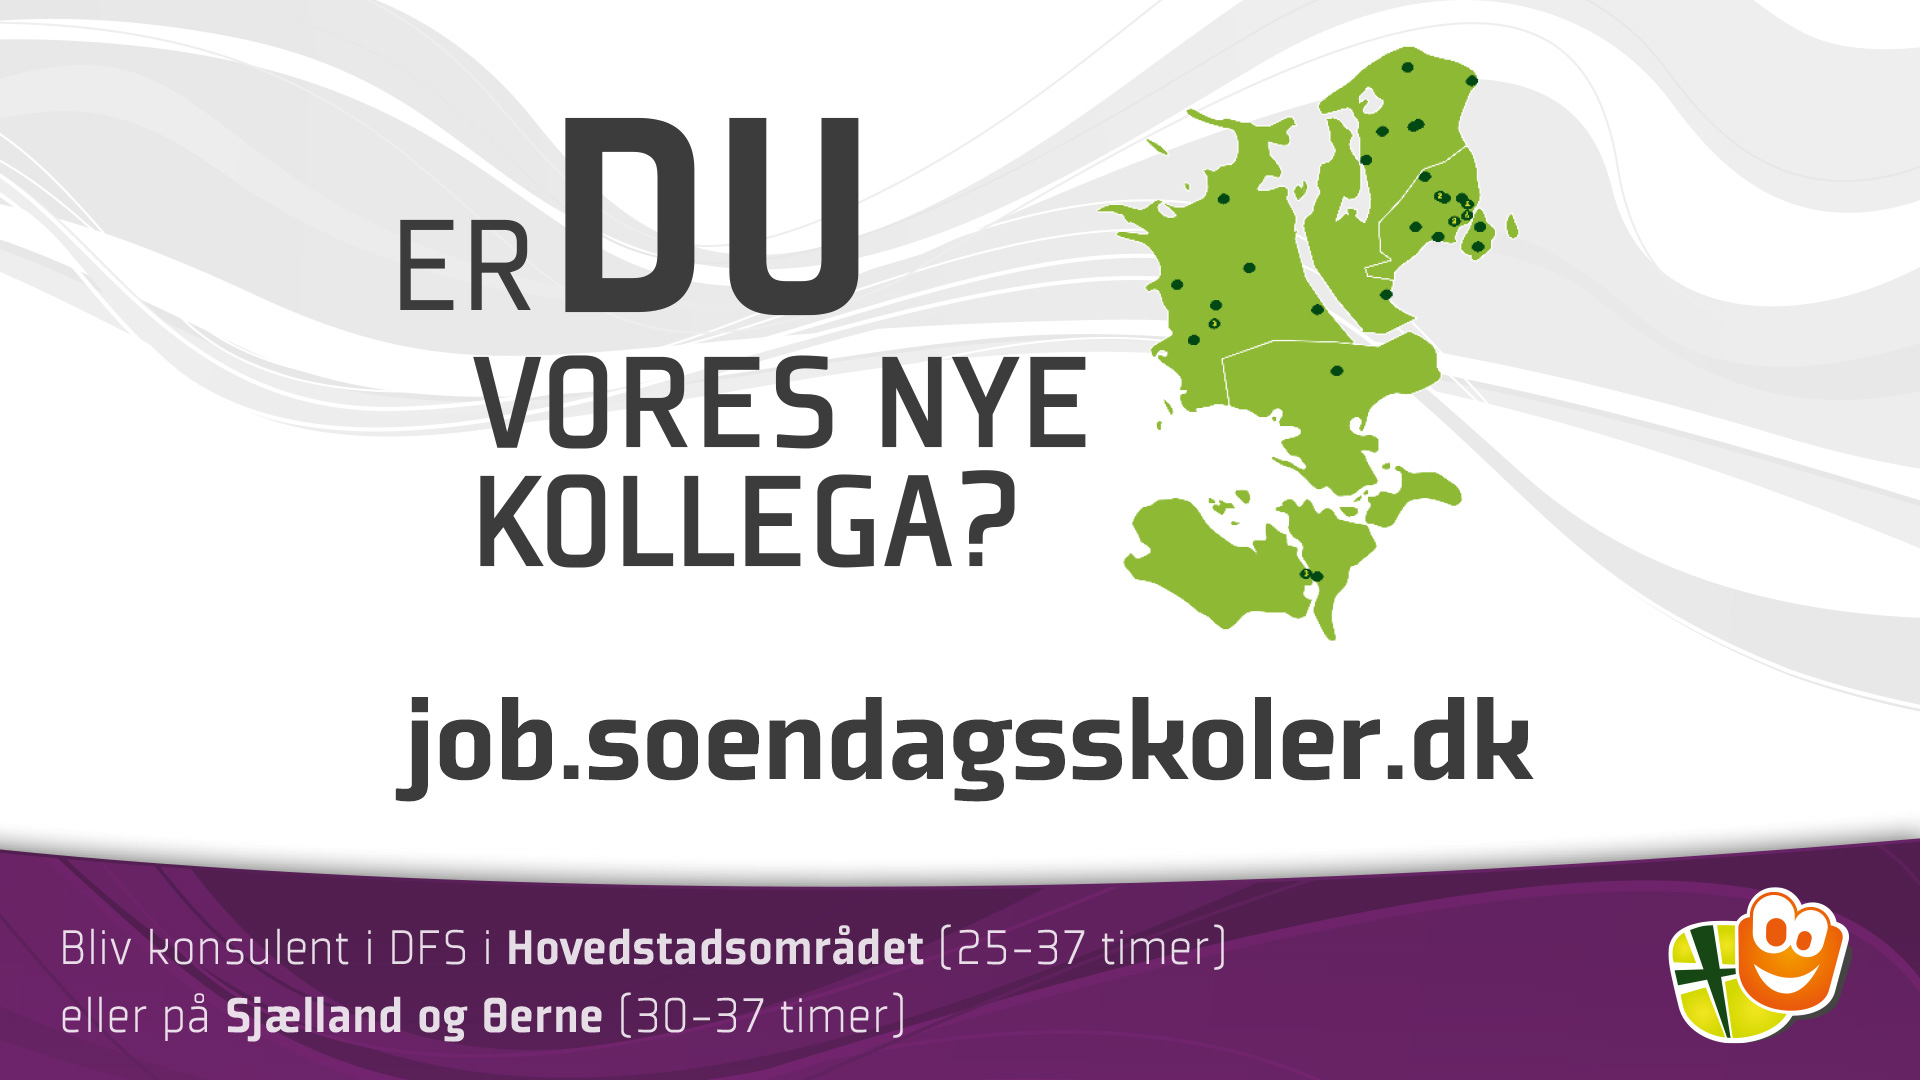 ER DU
VORES NYE
KOLLEGA?
job.soendagsskoler.dk
Bliv konsulent i DFS i Hovedstadsområdet (25-37 timer)
eller på Sjælland og Øerne (30-37 timer)